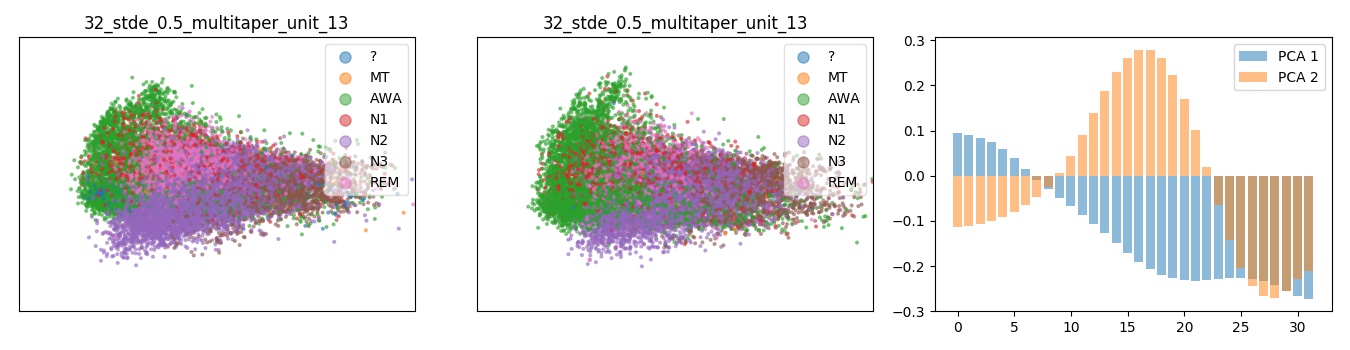 32_stde_0.5_multitaper_unit_13
?
MT
AWA
N1
N2
N3
REM
32_stde_0.5_multitaper_unit_13
?
MT
AWA
N1
N2
N3
REM
0.3
0.2
0.1
0.0
−0.1
−0.2
−0.3
0 5 10 15 20 25 30
PCA 1
PCA 2